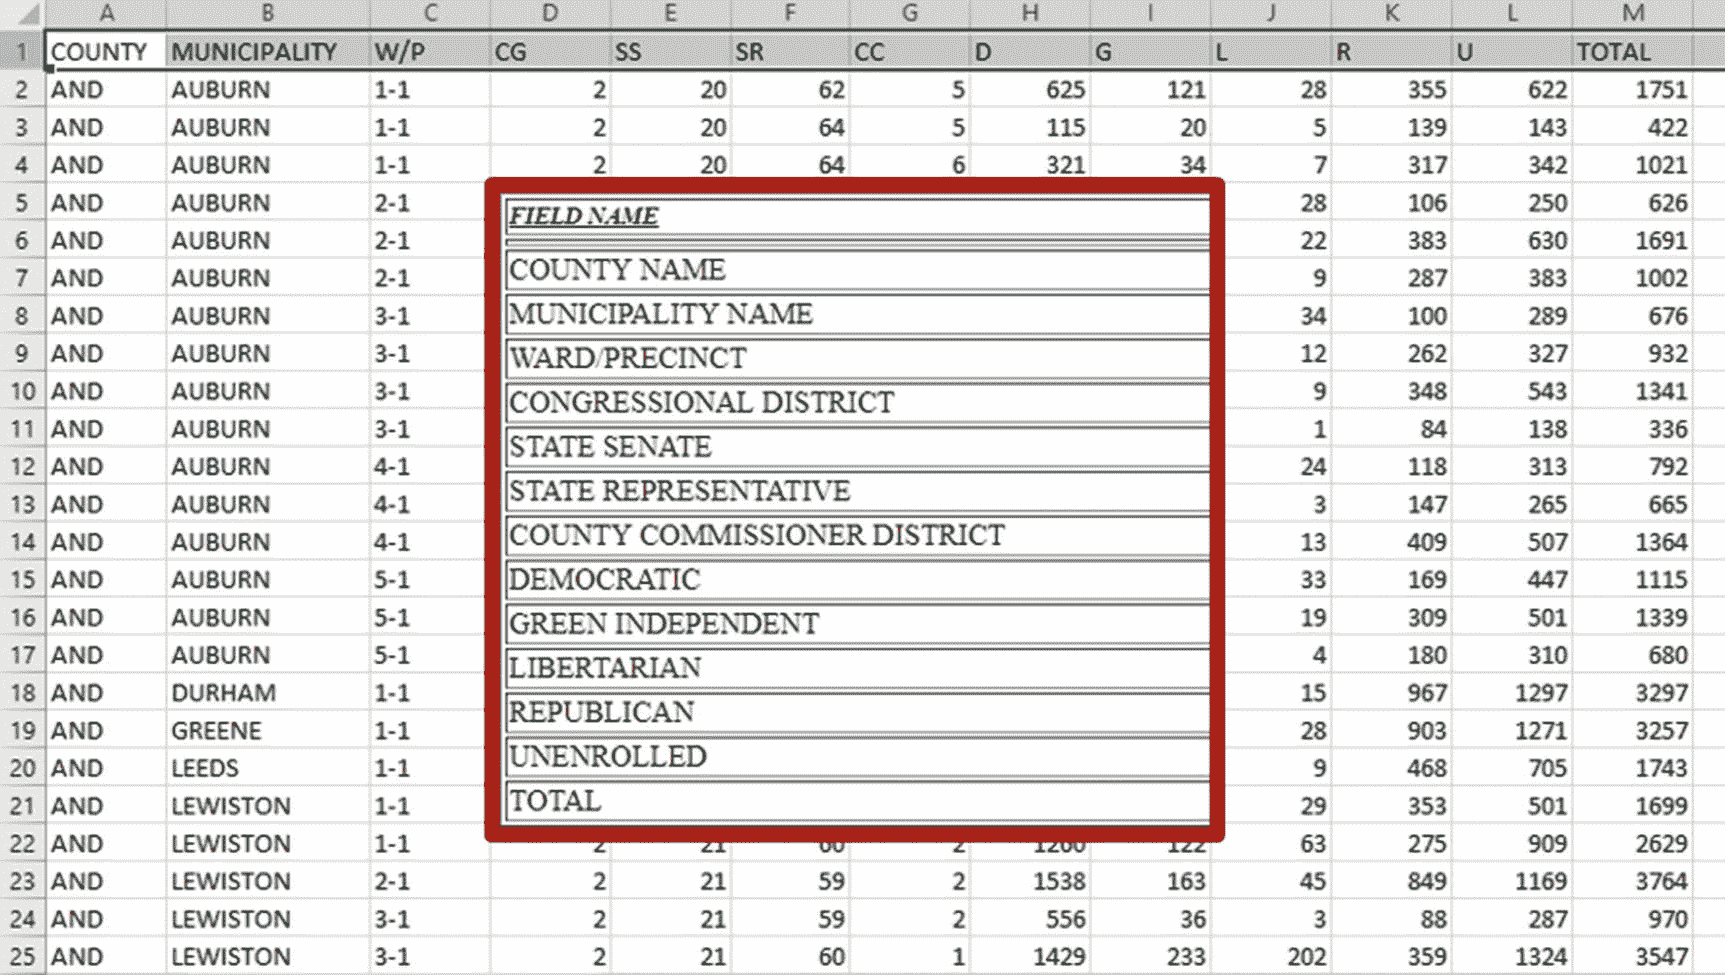 A B C D E F G H I J K L M
1 COUNTY MUNICIPALITY W/P CG SS SR CC D G L R U TOTAL
2 AND AUBURN 1-1 2 20 62 5 625 121 28 355 622 1751
3 AND AUBURN 1-1 2 20 64 5 115 20 5 139 143 422
4 AND AUBURN 1-1 2 20 64 6 321 34 7 317 342 1021
5 AND AUBURN 2-1 28 106 250 626
6 AND AUBURN 2-1 22 383 630 1691
7 AND AUBURN 2-1 9 287 383 1002
8 AND AUBURN 3-1 34 100 289 676
9 AND AUBURN 3-1 12 262 327 932
10 AND AUBURN 3-1 9 348 543 1341
11 AND AUBURN 3-1 1 84 138 336
12 AND AUBURN 4-1 24 118 313 792
13 AND AUBURN 4-1 3 147 265 665
14 AND AUBURN 4-1 13 409 507 1364
15 AND AUBURN 5-1 33 169 447 1115
16 AND AUBURN 5-1 19 309 501 1339
17 AND AUBURN 5-1 4 180 310 680
18 AND DURHAM 1-1 15 967 1297 3297
19 AND GREENE 1-1 28 903 1271 3257
20 AND LEEDS 1-1 9 468 705 1743
21 AND LEWISTON 1-1 29 353 501 1699
22 AND LEWISTON 1-1 2 21 60 2 1260 122 63 275 909 2629
23 AND LEWISTON 2-1 2 21 59 2 1538 163 45 849 1169 3764
24 AND LEWISTON 3-1 2 21 59 2 556 36 3 88 287 970
25 AND LEWISTON 3-1 2 21 60 1 1429 233 202 359 1324 3547
FIELD NAME
COUNTY NAME
MUNICIPALITY NAME
WARD/PRECINCT
CONGRESSIONAL DISTRICT
STATE SENATE
STATE REPRESENTATIVE
COUNTY COMMISSIONER DISTRICT
DEMOCRATIC
GREEN INDEPENDENT
LIBERTARIAN
REPUBLICAN
UNENROLLED
TOTAL